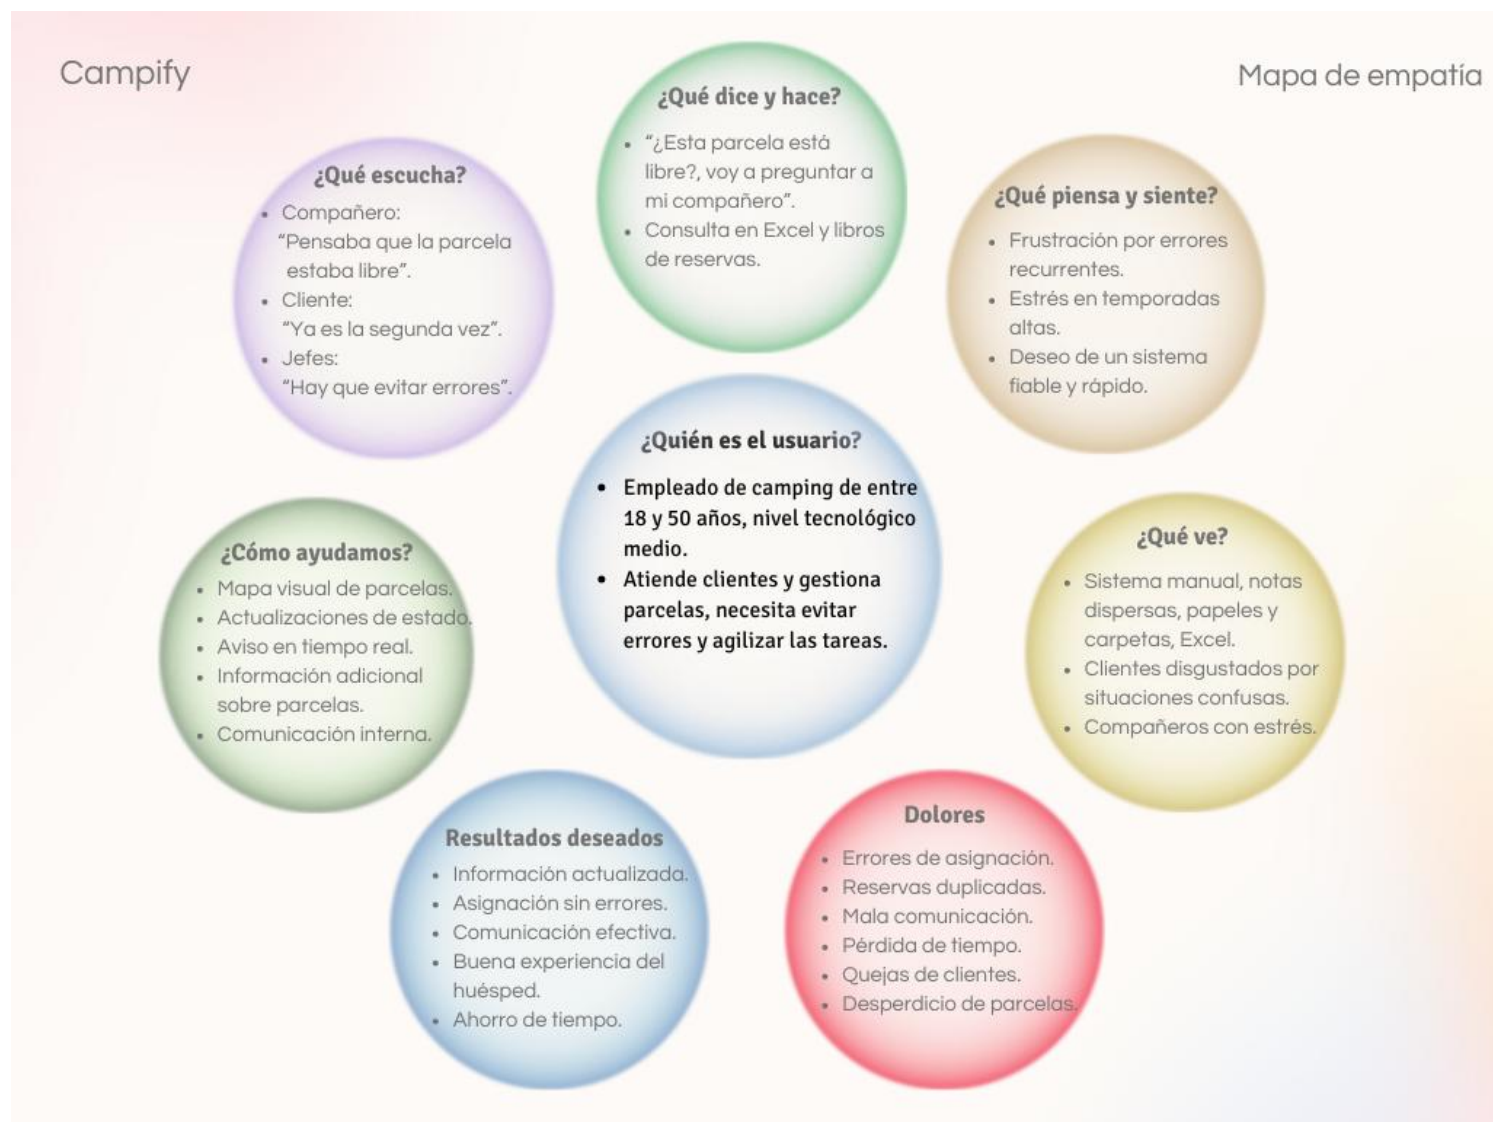 Campify
Mapa de empatía
¿Qué dice y hace?
• “¿Esta parcela está
libre?, voy a preguntar a
mi compañero”.
• Consulta en Excel y libros
de reservas.
¿Qué escucha?
• Compañero:
“Pensaba que la parcela
estaba libre”.
• Cliente:
“Ya es la segunda vez”.
• Jefes:
“Hay que evitar errores”.
¿Qué piensa y siente?
• Frustración por errores
recurrentes.
• Estrés en temporadas
altas.
• Deseo de un sistema
fiable y rápido.
¿Quién es el usuario?
• Empleado de camping de entre
18 y 50 años, nivel tecnológico
medio.
• Atiende clientes y gestiona
parcelas, necesita evitar
errores y agilizar las tareas.
¿Cómo ayudamos?
• Mapa visual de parcelas.
• Actualizaciones de estado.
• Aviso en tiempo real.
• Información adicional
sobre parcelas.
• Comunicación interna.
¿Qué ve?
• Sistema manual, notas
dispersas, papeles y
carpetas, Excel.
• Clientes disgustados por
situaciones confusas.
• Compañeros con estrés.
Resultados deseados
• Información actualizada.
• Asignación sin errores.
• Comunicación efectiva.
• Buena experiencia del
huésped.
• Ahorro de tiempo.
Dolores
• Errores de asignación.
• Reservas duplicadas.
• Mala comunicación.
• Pérdida de tiempo.
• Quejas de clientes.
• Desperdicio de parcelas.